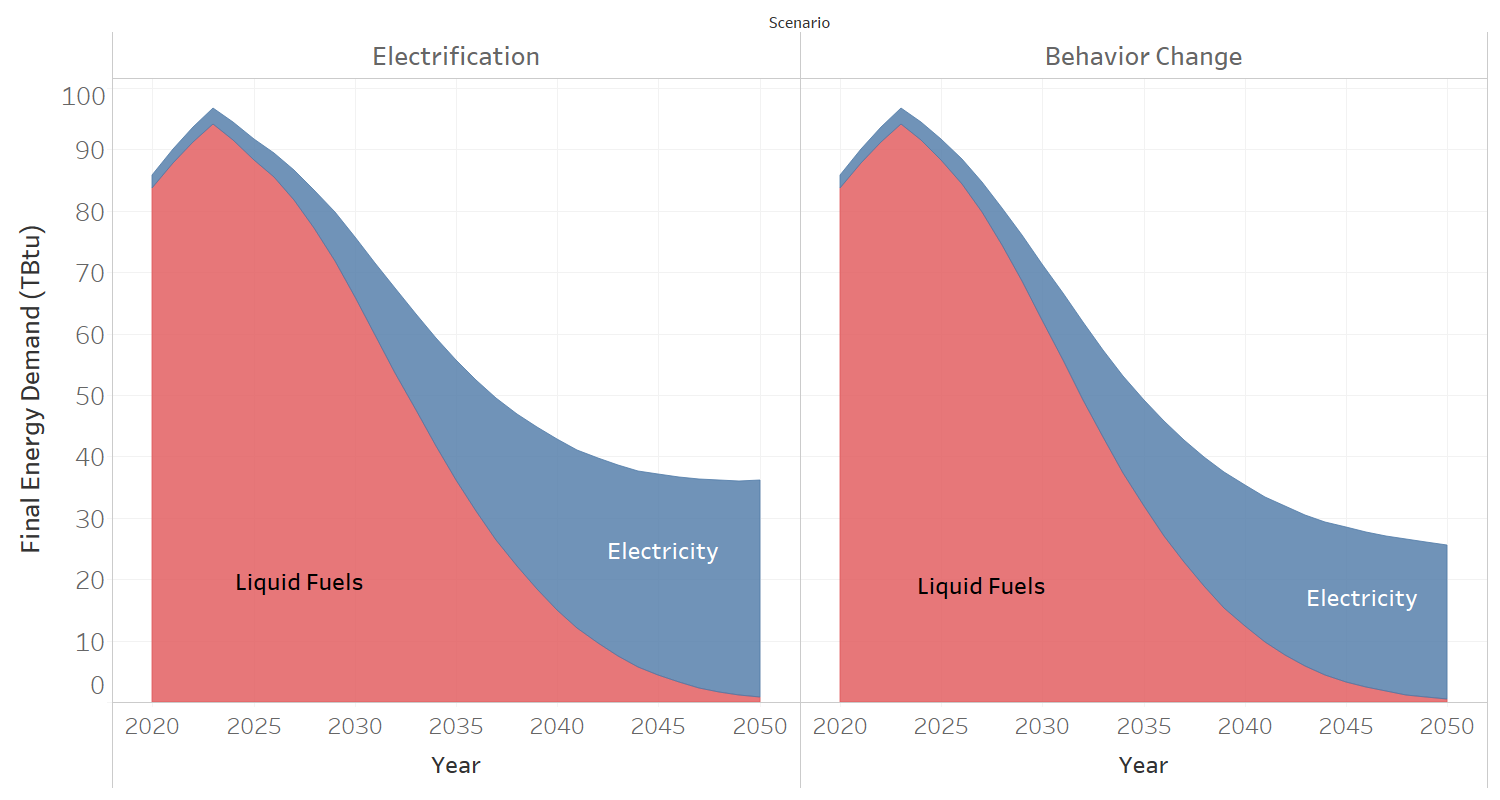 Scenario
Electrification Behavior Change
Final Energy Demand (TBtu)
100
90
80
70
60
50
40
30
20
10
0
Liquid Fuels
Electricity
Liquid Fuels
Electricity
2020 2025 2030 2035 2040 2045 2050 2020 2025 2030 2035 2040 2045 2050
Year Year